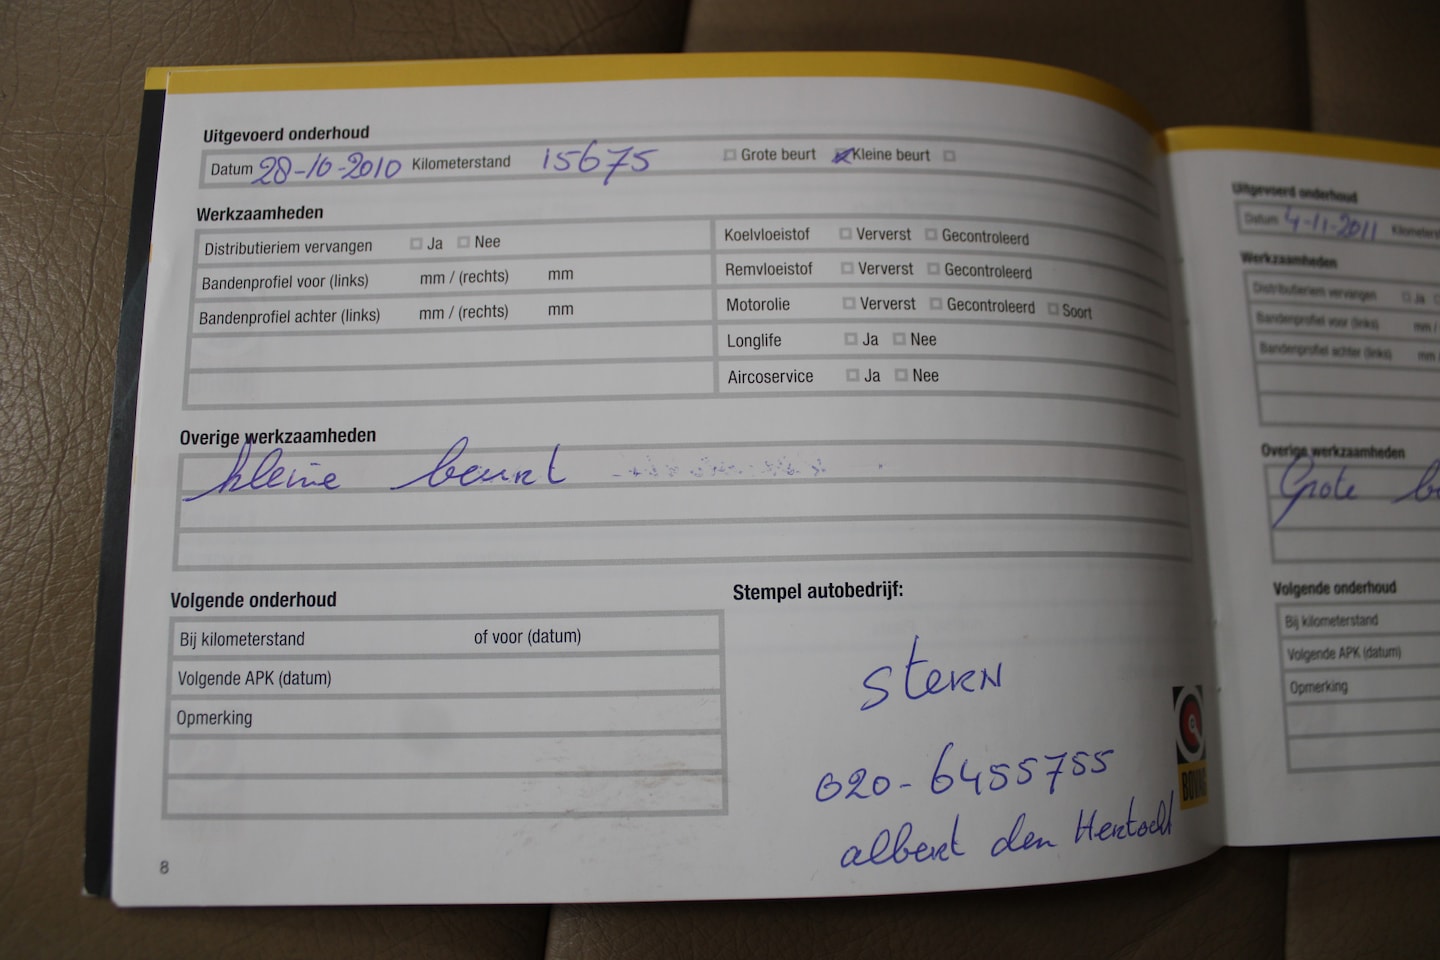 Uitgevoerd onderhoud
Datum 28-10-2010 Kilometerstand 15675 Grote beurt Kleine beurt
Werkzaamheden
Distributieriem vervangen Ja Nee
Bandenprofiel voor (links) mm / (rechts) mm
Bandenprofiel achter (links) mm / (rechts) mm
Koelvloeistof Ververst Gecontroleerd
Remvloeistof Ververst Gecontroleerd
Motorolie Ververst Gecontroleerd Soort
Longlife Ja Nee
Aircoservice Ja Nee
Overige werkzaamheden
kleine beurt
Volgende onderhoud
Bij kilometerstand of voor (datum)
Volgende APK (datum)
Opmerking
Stempel autobedrijf:
Stern
020-6455755
albert den Hertocht
8
Uitgevoerd onderhoud
Datum 4-11-2011
Werkzaamheden
Distributieriem vervangen Ja
Bandenprofiel voor (links) mm /
Bandenprofiel achter (links) mm
Overige werkzaamheden
Grote
Volgende onderhoud
Bij kilometerstand
Volgende APK (datum)
Opmerking